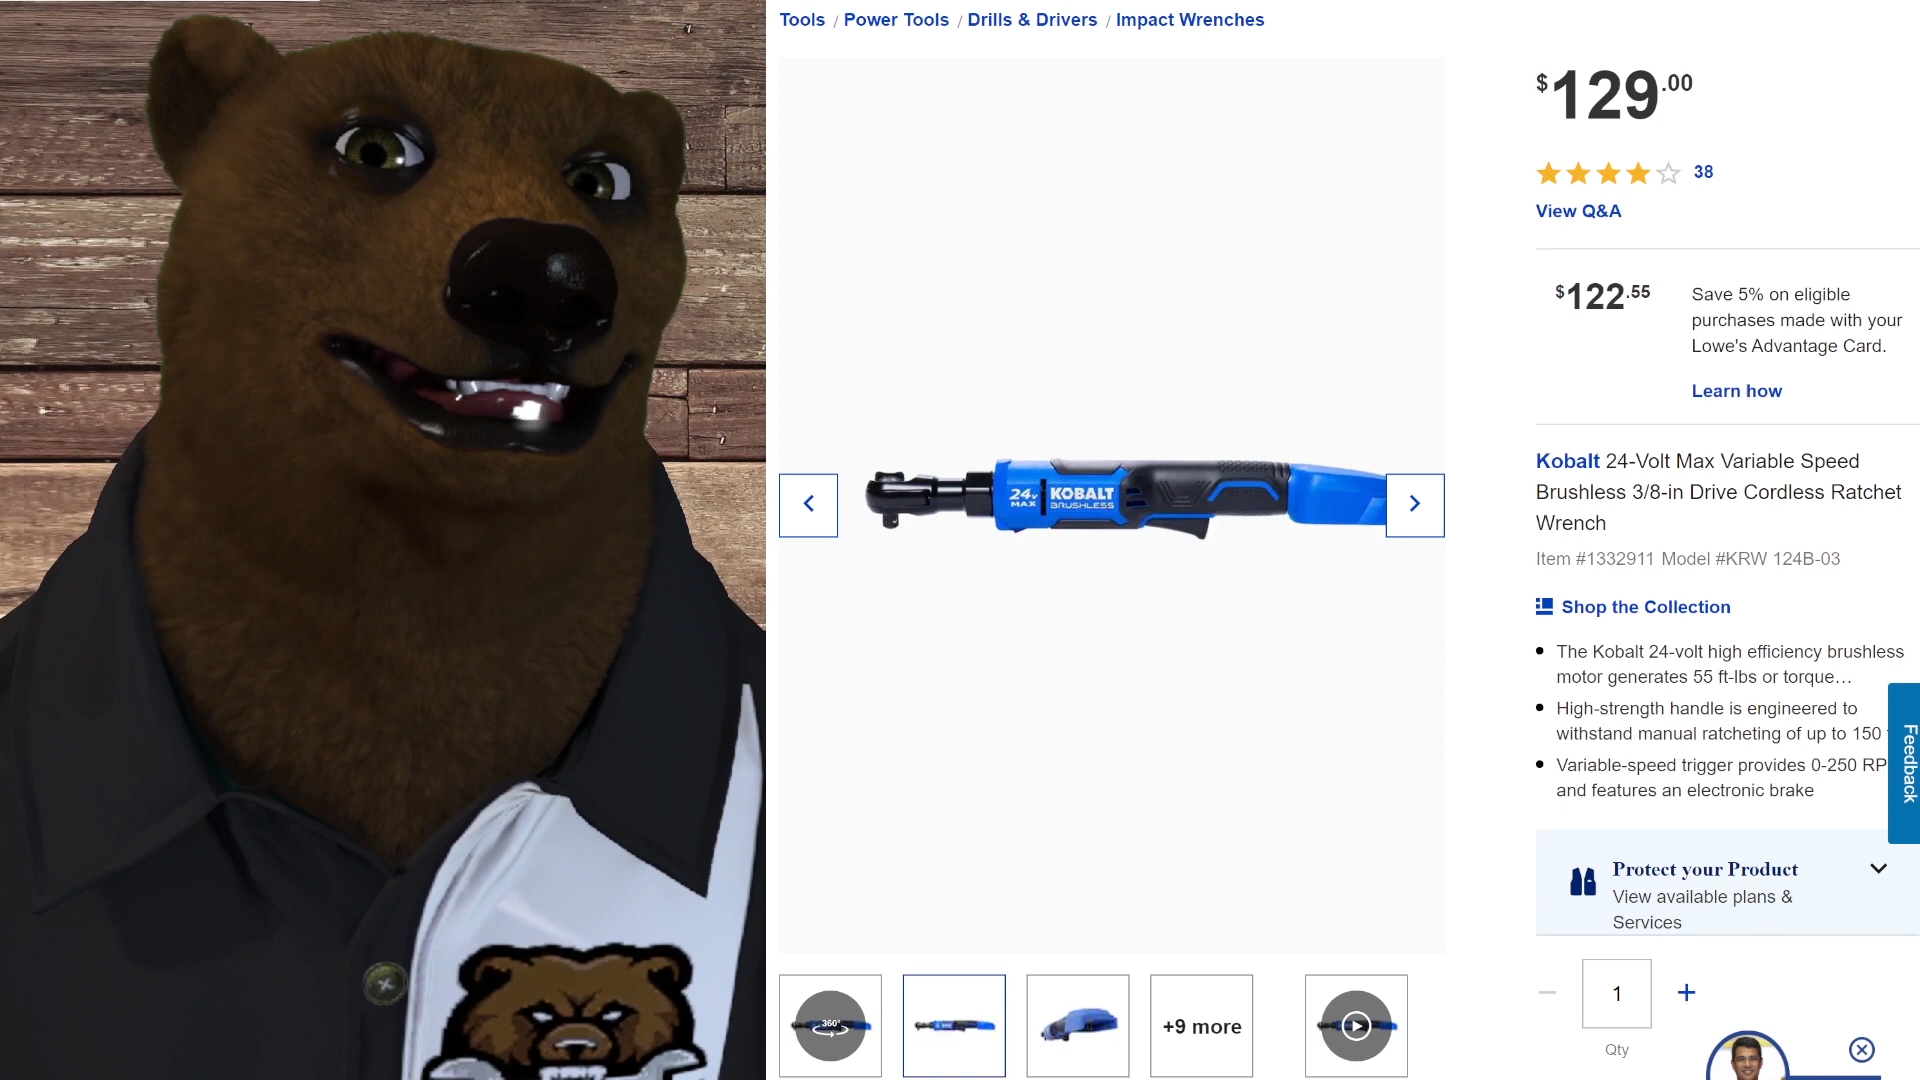 Tools / Power Tools / Drills & Drivers / Impact Wrenches
$129.00
38
View Q&A
$122.55
Save 5% on eligible
purchases made with your
Lowe's Advantage Card.
Learn how
24v
MAX
KOBALT
BRUSHLESS
Kobalt 24-Volt Max Variable Speed
Brushless 3/8-in Drive Cordless Ratchet
Wrench
Item #1332911 Model #KRW 124B-03
Shop the Collection
The Kobalt 24-volt high efficiency brushless
motor generates 55 ft-lbs or torque…
High-strength handle is engineered to
withstand manual ratcheting of up to 150
Variable-speed trigger provides 0-250 RP
and features an electronic brake
Feedback
Protect your Product
View available plans &
Services
360°
+9 more
1
Qty